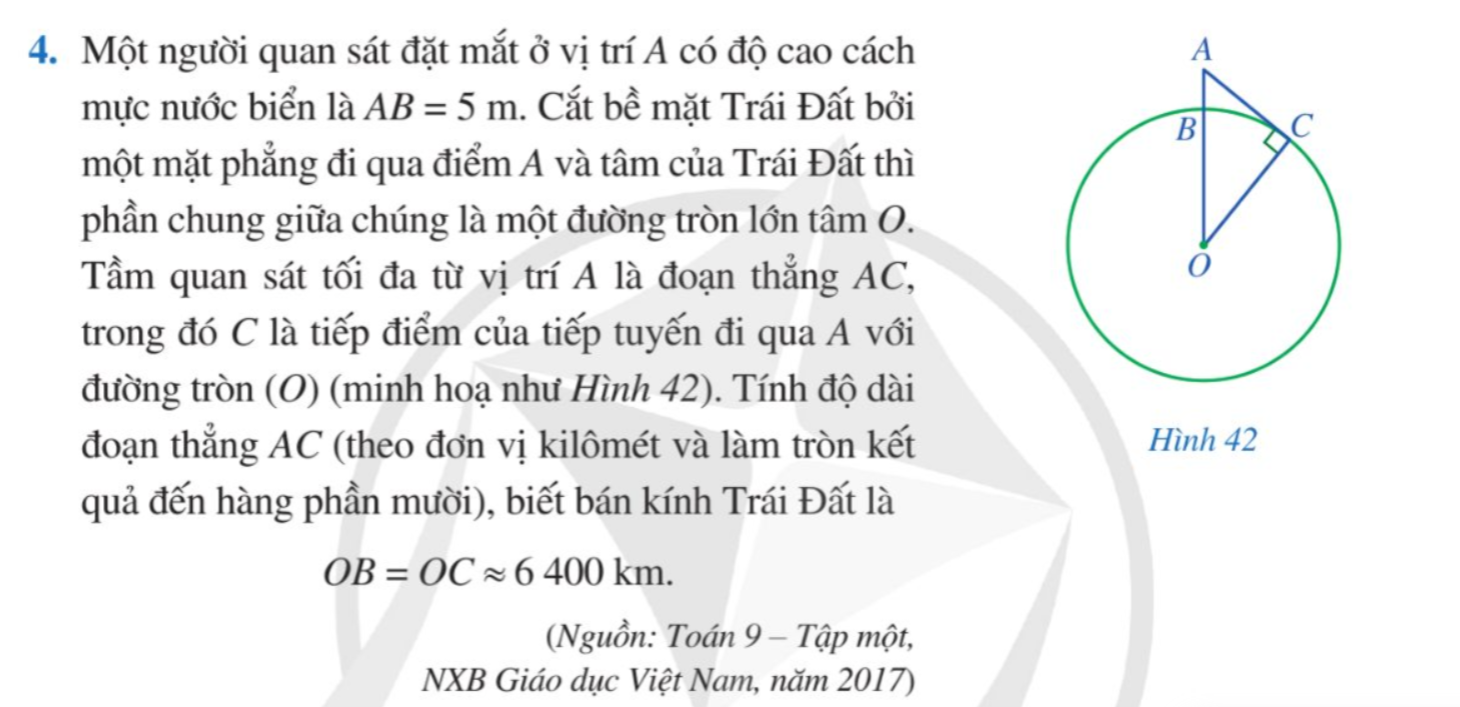 4. Một người quan sát đặt mắt ở vị trí A có độ cao cách
mực nước biển là AB = 5 m. Cắt bề mặt Trái Đất bởi
một mặt phẳng đi qua điểm A và tâm của Trái Đất thì
phần chung giữa chúng là một đường tròn lớn tâm O.
Tầm quan sát tối đa từ vị trí A là đoạn thẳng AC,
trong đó C là tiếp điểm của tiếp tuyến đi qua A với
đường tròn (O) (minh hoạ như Hình 42). Tính độ dài
đoạn thẳng AC (theo đơn vị kilômét và làm tròn kết
quả đến hàng phần mười), biết bán kính Trái Đất là
OB = OC ≈ 6 400 km.
(Nguồn: Toán 9 – Tập một,
NXB Giáo dục Việt Nam, năm 2017)
A
B
C
O
Hình 42